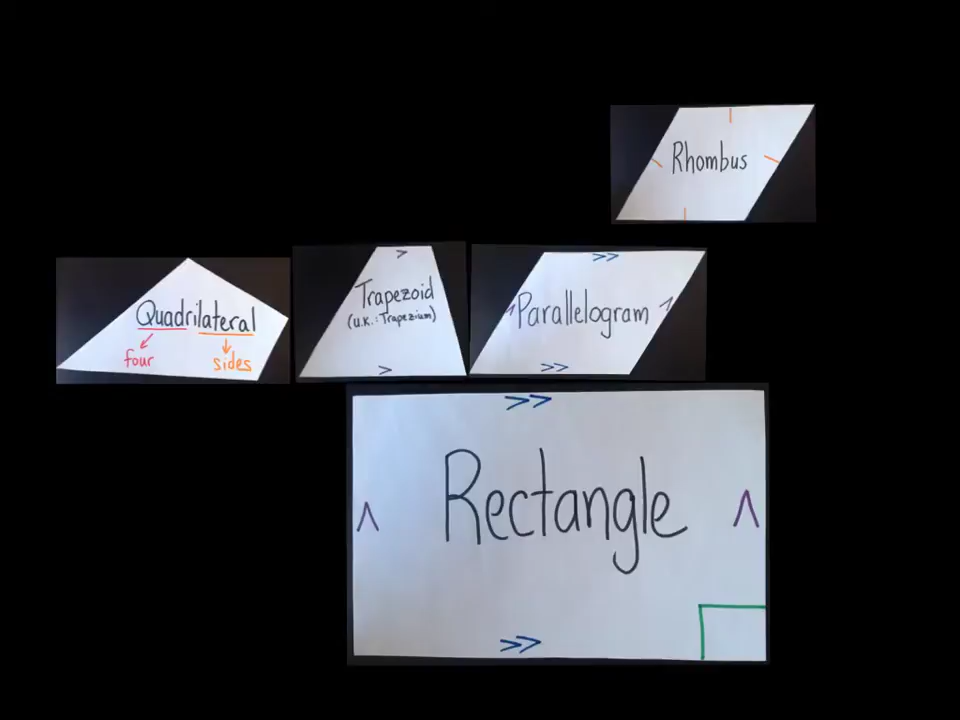 Rhombus
Quadrilateral
four
sides
Trapezoid
(U.K.: Trapezium)
Parallelogram
Rectangle